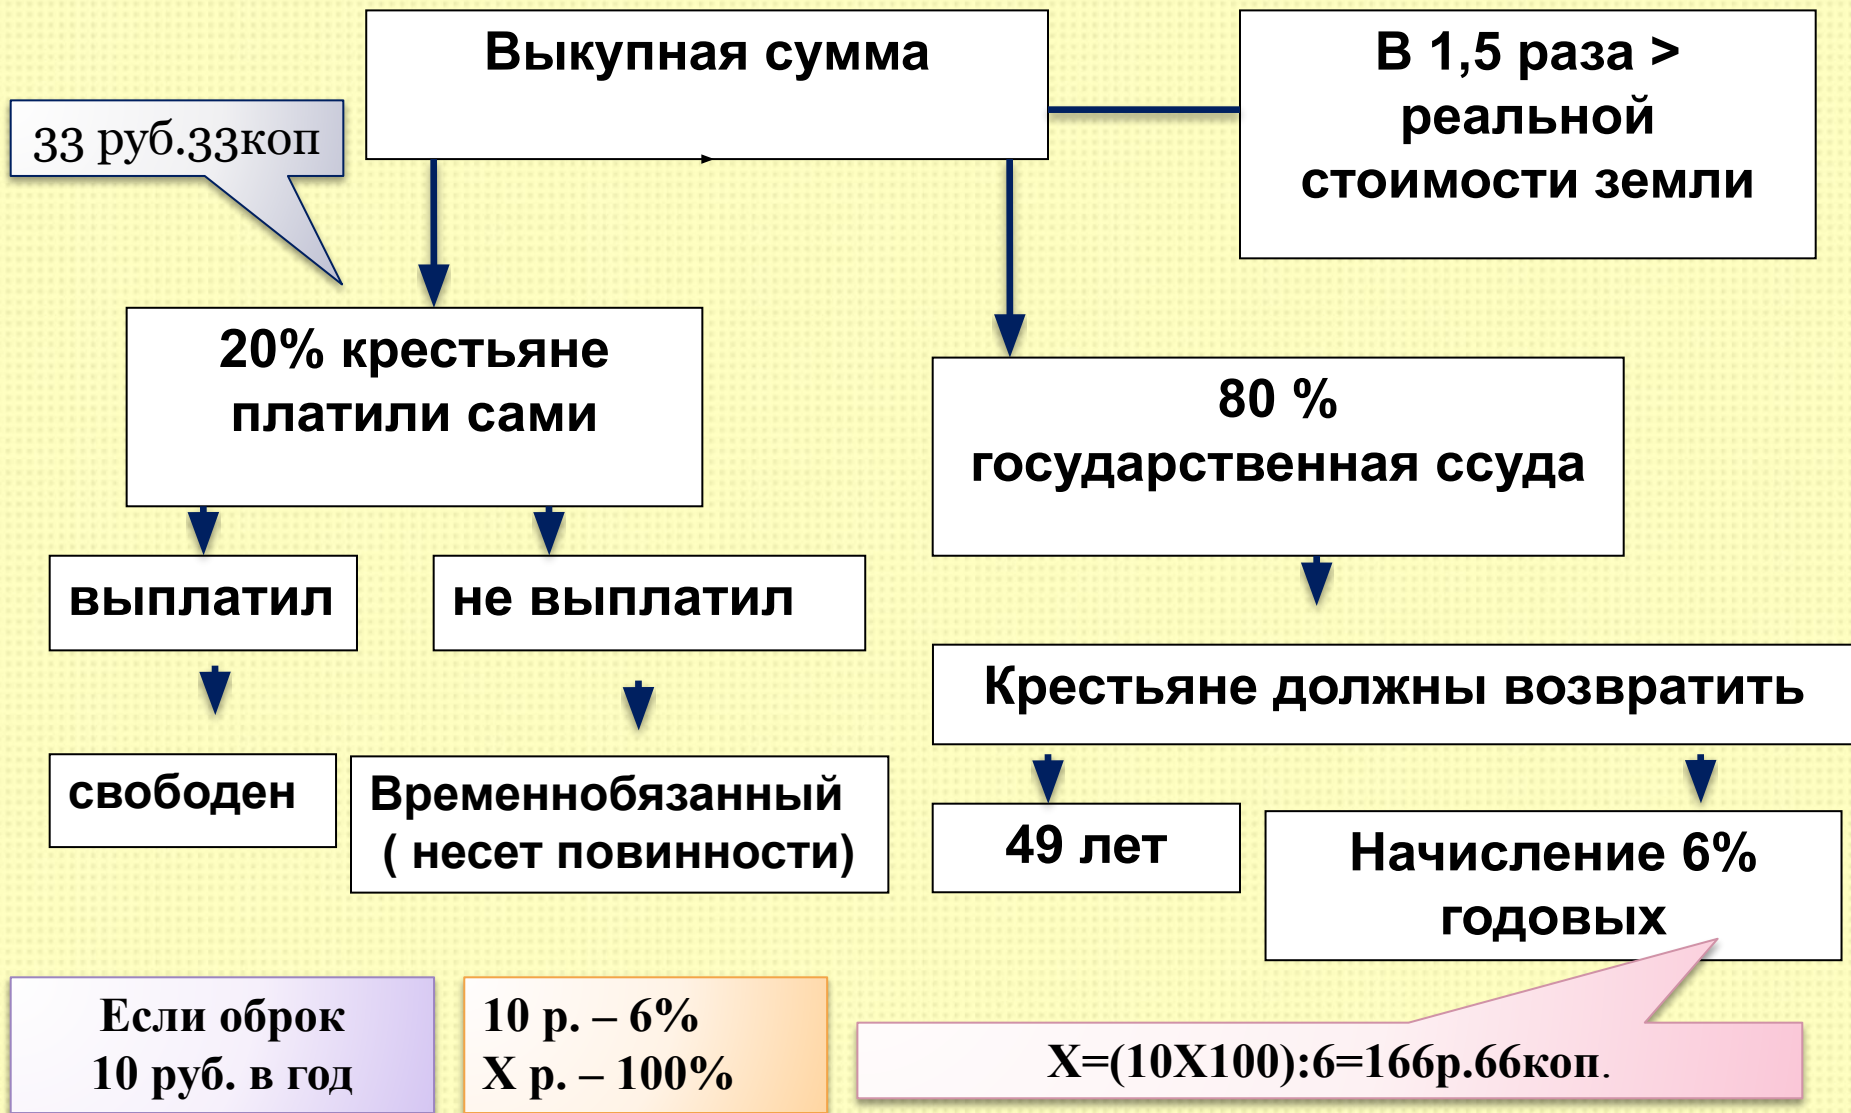 Выкупная сумма
В 1,5 раза >
реальной
стоимости земли
33 руб.33коп
20% крестьяне
платили сами
80 %
государственная ссуда
выплатил
не выплатил
Крестьяне должны возвратить
свободен
Временнобязанный
( несет повинности)
49 лет
Начисление 6%
годовых
Если оброк
10 руб. в год
10 р. – 6%
Х р. – 100%
Х=(10Х100):6=166р.66коп.